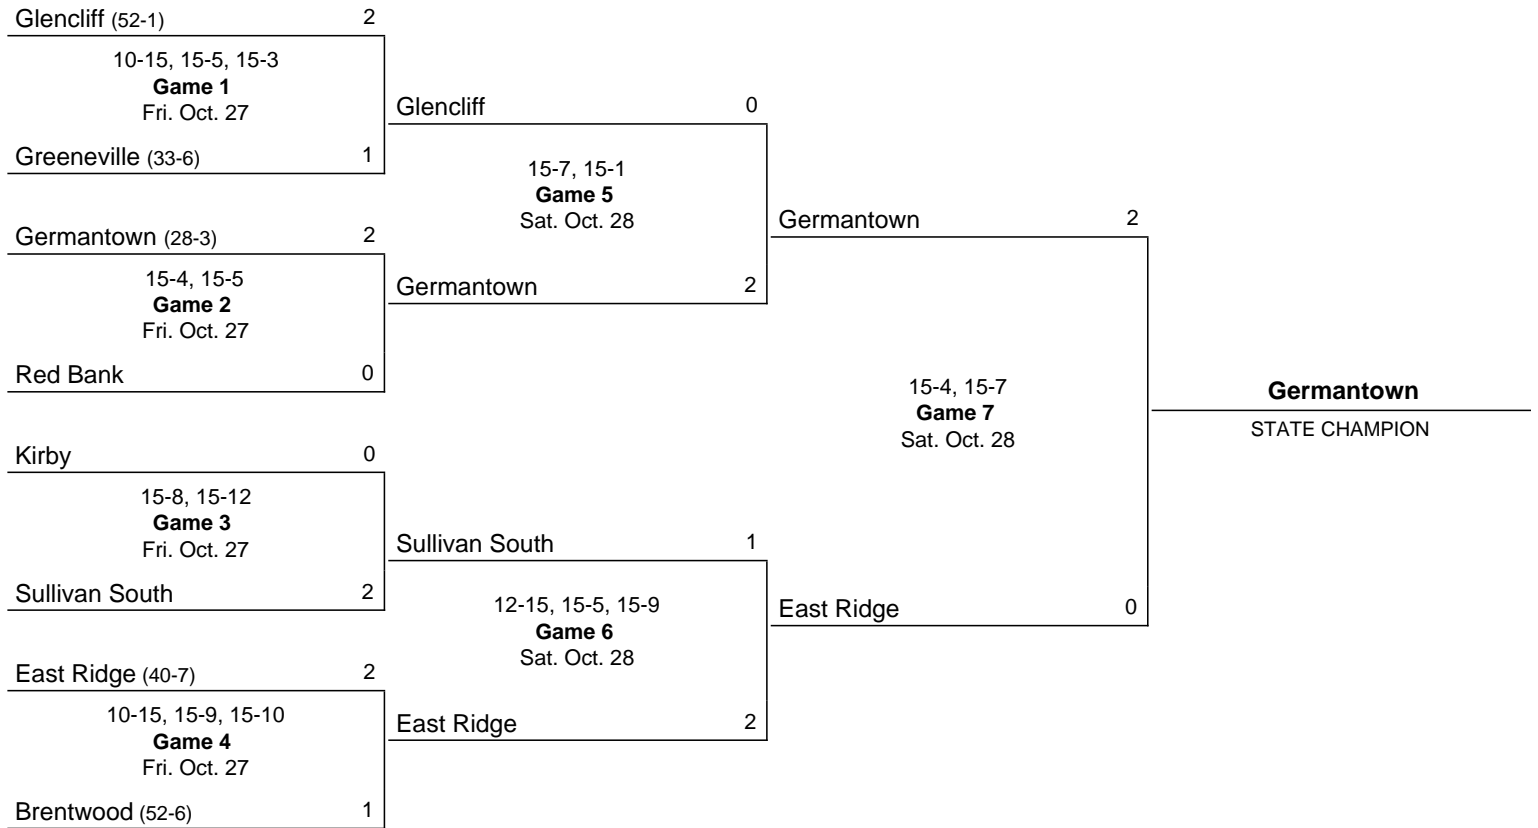 Glencliff (52-1) 2
10-15, 15-5, 15-3
Game 1
Fri. Oct. 27
Greeneville (33-6) 1
Germantown (28-3) 2
15-4, 15-5
Game 2
Fri. Oct. 27
Red Bank 0
Kirby 0
15-8, 15-12
Game 3
Fri. Oct. 27
Sullivan South 2
East Ridge (40-7) 2
10-15, 15-9, 15-10
Game 4
Fri. Oct. 27
Brentwood (52-6) 1
Glencliff 0
15-7, 15-1
Game 5
Sat. Oct. 28
Germantown 2
Sullivan South 1
12-15, 15-5, 15-9
Game 6
Sat. Oct. 28
East Ridge 2
Germantown 2
15-4, 15-7
Game 7
Sat. Oct. 28
East Ridge 0
Germantown
STATE CHAMPION